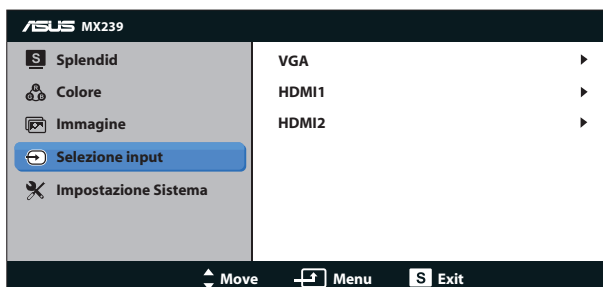 ASUS MX239
S Splendid
Colore
Immagine
Selezione input
Impostazione Sistema
VGA
HDMI1
HDMI2
Move Menu S Exit